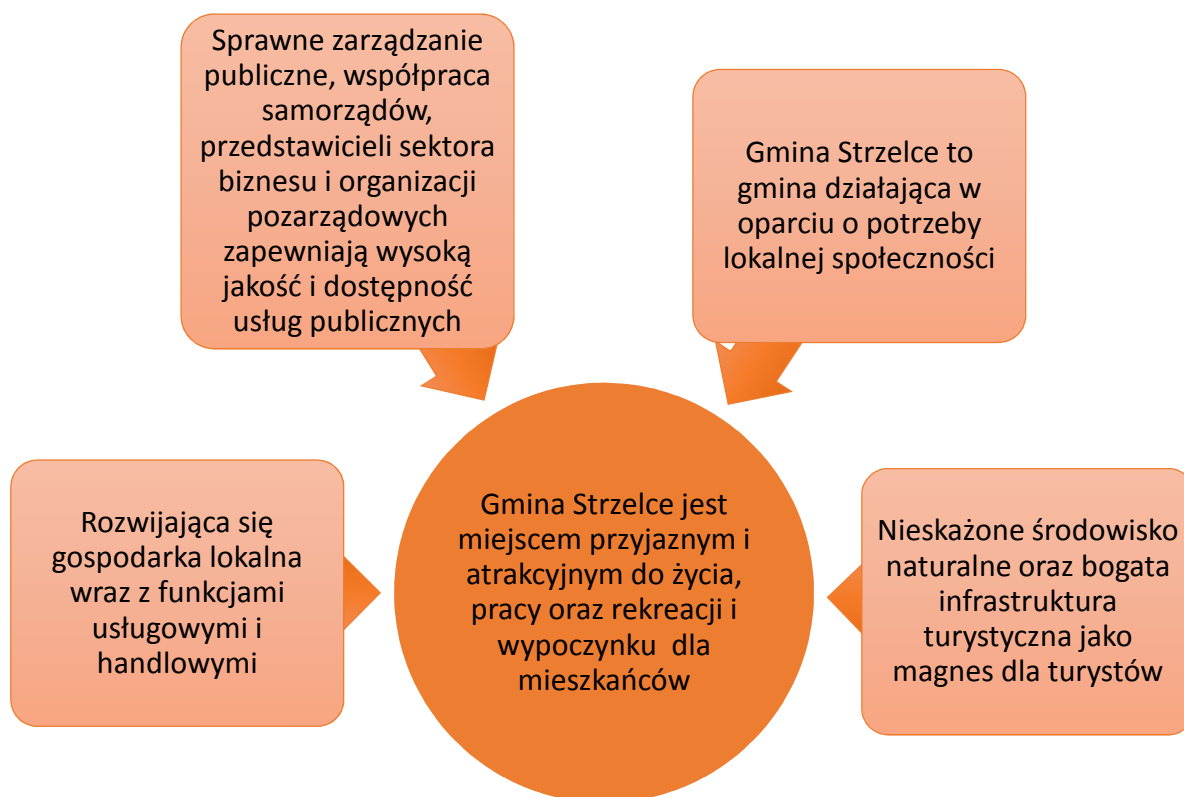 Sprawne zarządzanie
publiczne, współpraca
samorządów,
przedstawicieli sektora
biznesu i organizacji
pozarządowych
zapewniają wysoką
jakość i dostępność
usług publicznych
Gmina Strzelce to
gmina działająca w
oparciu o potrzeby
lokalnej społeczności
Rozwijająca się
gospodarka lokalna
wraz z funkcjami
usługowymi i
handlowymi
Gmina Strzelce jest
miejscem przyjaznym i
atrakcyjnym do życia,
pracy oraz rekreacji i
wypoczynku dla
mieszkańców
Nieskażone środowisko
naturalne oraz bogata
infrastruktura
turystyczna jako
magnes dla turystów